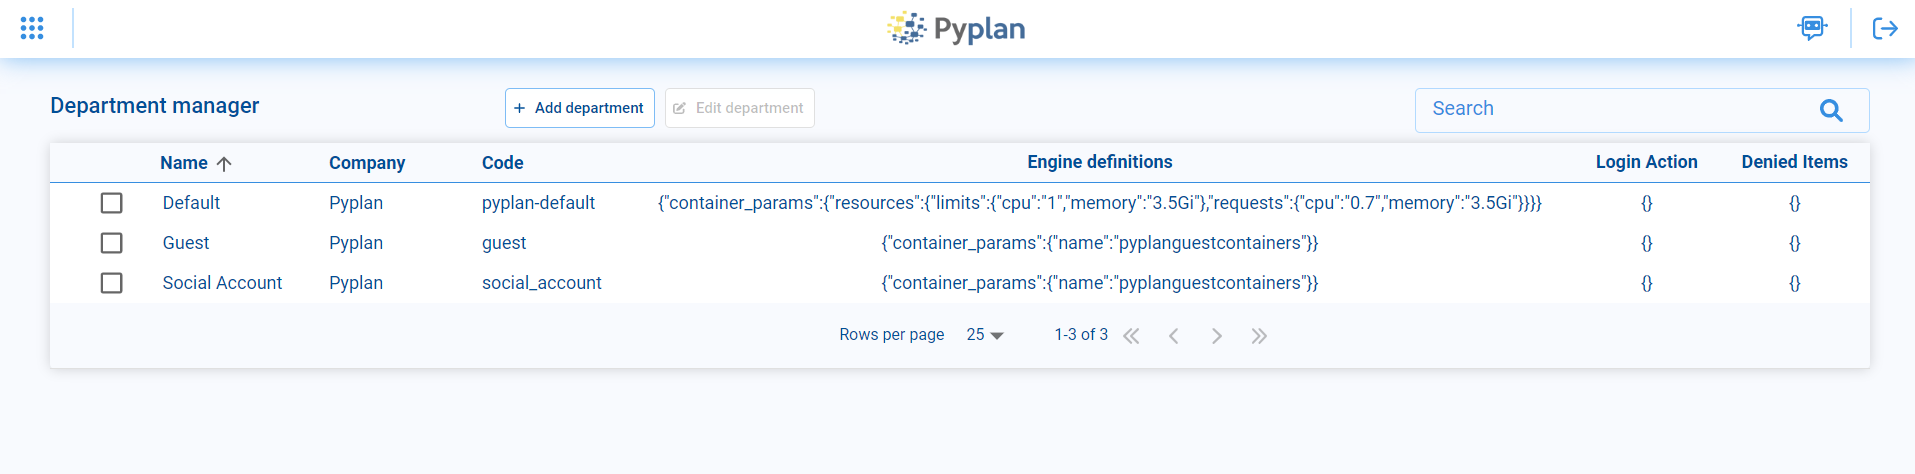 Pyplan
Department manager
+ Add department
Edit department
Search
Name Company Code Engine definitions Login Action Denied Items
Default Pyplan pyplan-default {"container_params":{"resources":{"limits":{"cpu":"1","memory":"3.5Gi"},"requests":{"cpu":"0.7","memory":"3.5Gi"}}}} {} {}
Guest Pyplan guest {"container_params":{"name":"pyplanguestcontainers"}} {} {}
Social Account Pyplan social_account {"container_params":{"name":"pyplanguestcontainers"}} {} {}
Rows per page 25 1-3 of 3